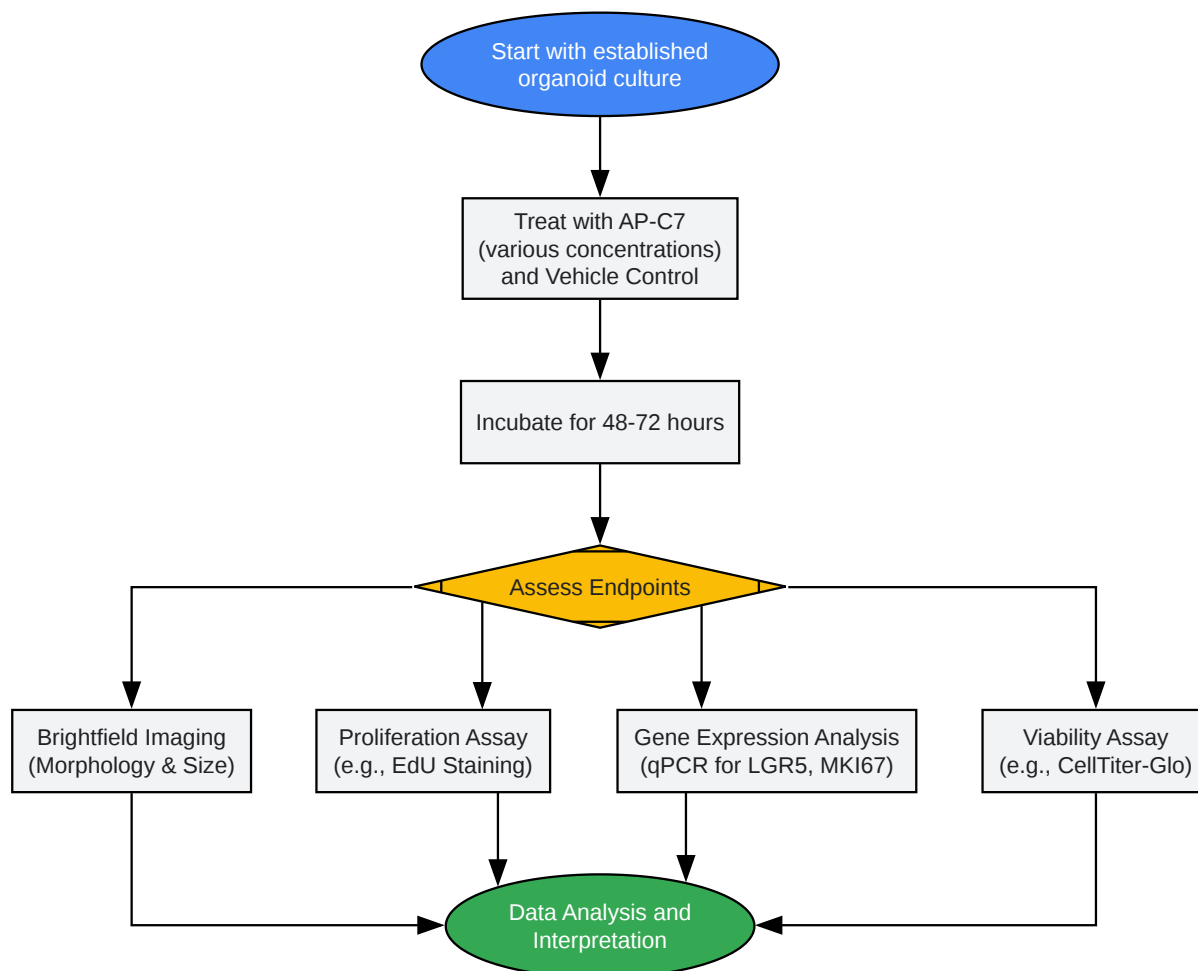 Start with established
organoid culture
Treat with AP-C7
(various concentrations)
and Vehicle Control
Incubate for 48-72 hours
Assess Endpoints
Brightfield Imaging
(Morphology & Size)
Proliferation Assay
(e.g., EdU Staining)
Gene Expression Analysis
(qPCR for LGR5, MKI67)
Viability Assay
(e.g., CellTiter-Glo)
Data Analysis and
Interpretation